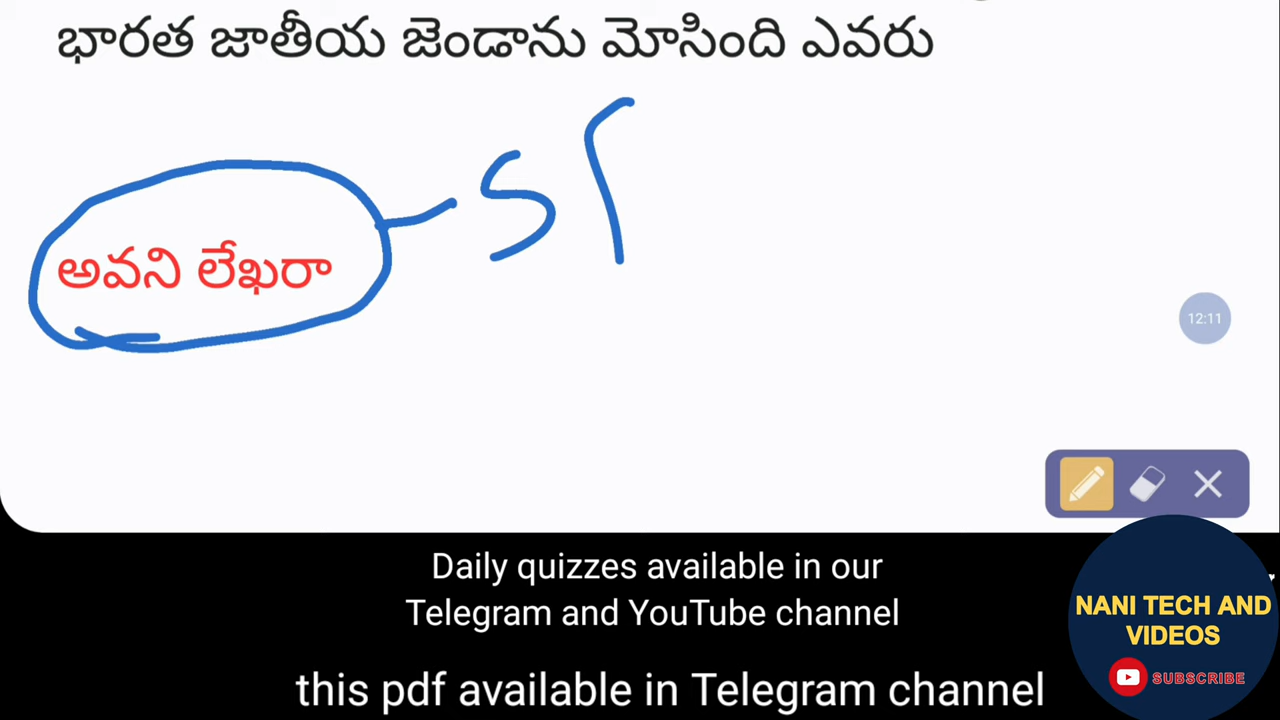 భారత జాతీయ జెండాను మోసింది ఎవరు
అవని లేఖరా
S
12:11
Daily quizzes available in our
Telegram and YouTube channel
NANI TECH AND
VIDEOS
SUBSCRIBE
this pdf available in Telegram channel